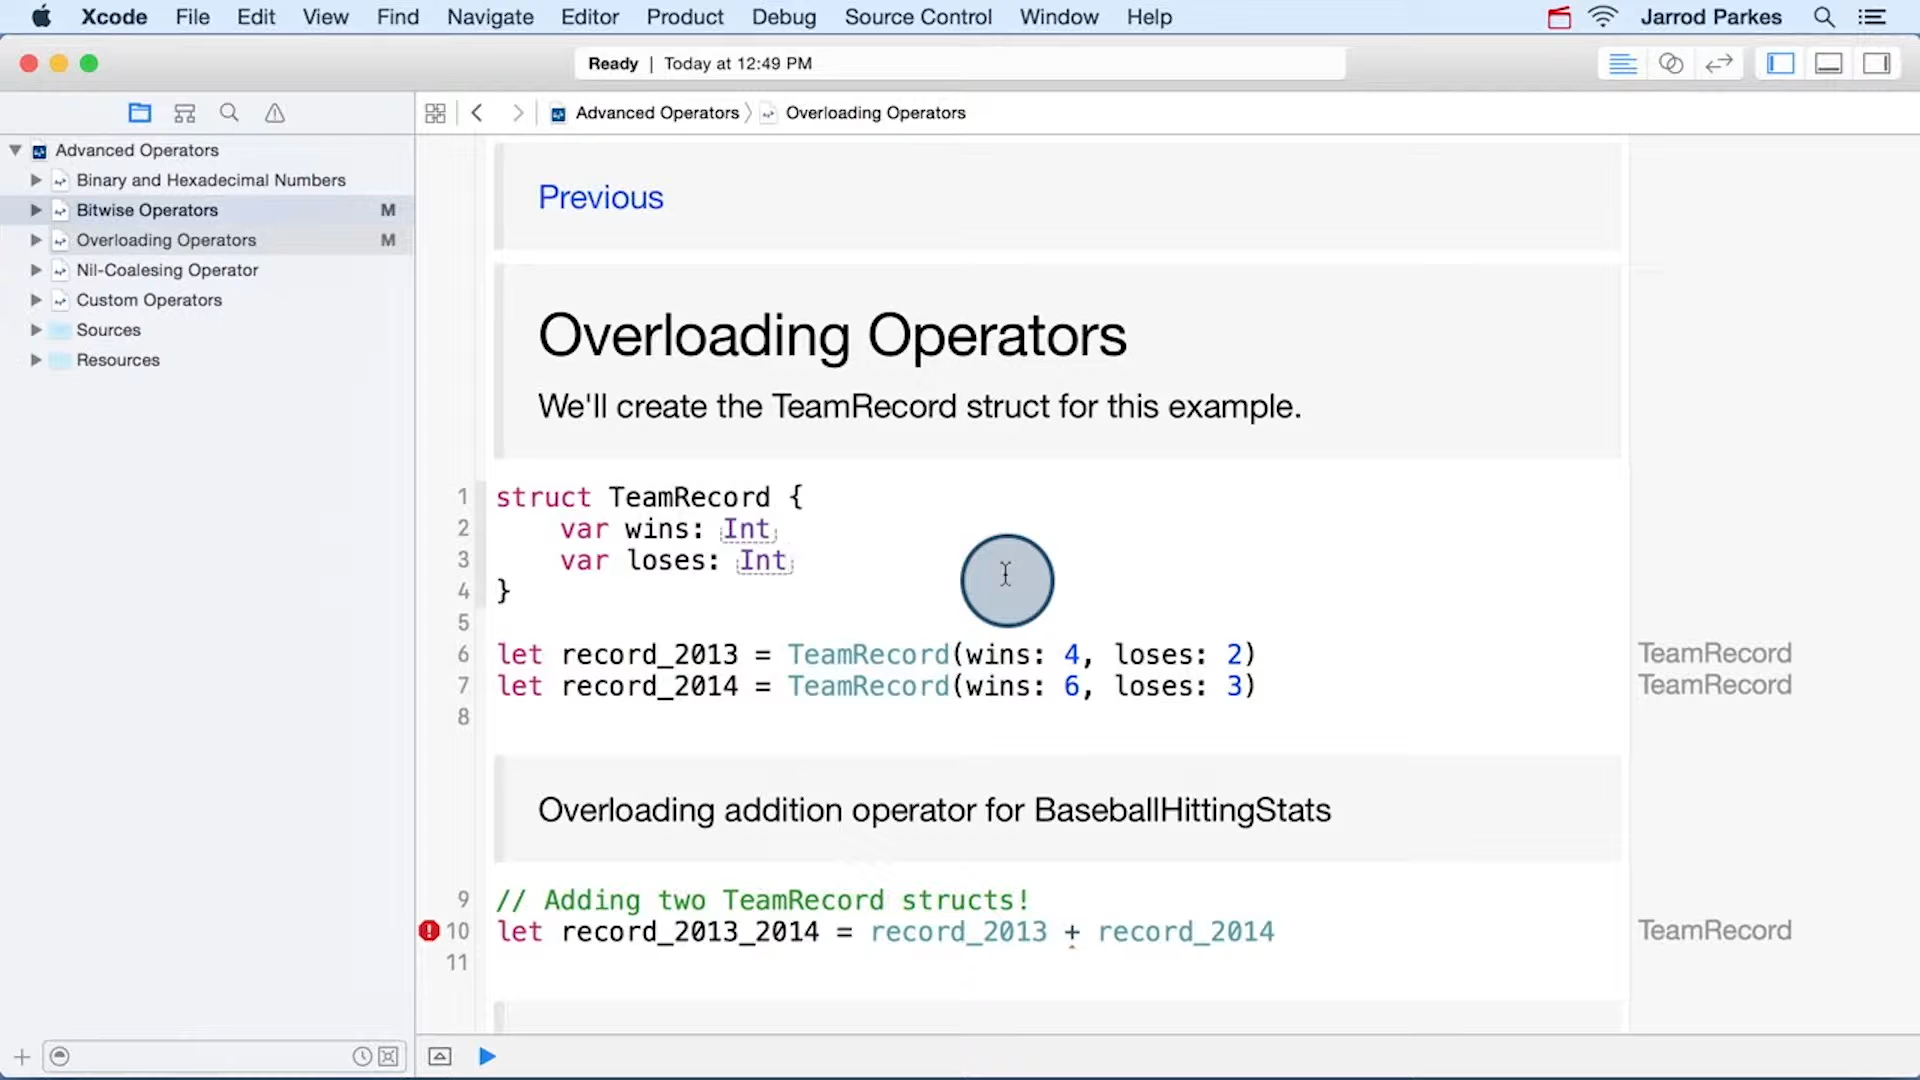 Xcode File Edit View Find Navigate Editor Product Debug Source Control Window Help Jarrod Parkes
Ready | Today at 12:49 PM
Advanced Operators 〉 Overloading Operators
Advanced Operators
Binary and Hexadecimal Numbers
Bitwise Operators M
Overloading Operators M
Nil-Coalesing Operator
Custom Operators
Sources
Resources
Previous
Overloading Operators
We'll create the TeamRecord struct for this example.
1 struct TeamRecord {
2 var wins: Int
3 var loses: Int
4 }
5
6 let record_2013 = TeamRecord(wins: 4, loses: 2) TeamRecord
7 let record_2014 = TeamRecord(wins: 6, loses: 3) TeamRecord
8
Overloading addition operator for BaseballHittingStats
9 // Adding two TeamRecord structs!
10 let record_2013_2014 = record_2013 + record_2014 TeamRecord
11